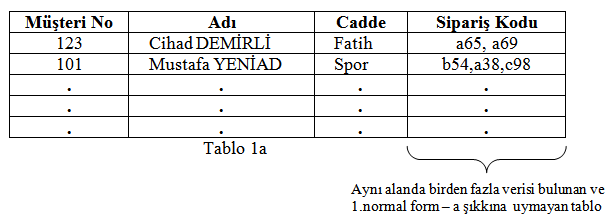 Müşteri No Adı Cadde Sipariş Kodu
123 Cihad DEMİRLİ Fatih a65, a69
101 Mustafa YENİAD Spor b54,a38,c98
. . . .
. . . .
. . . .
Tablo 1a
Aynı alanda birden fazla verisi bulunan ve
1.normal form – a şıkkına uymayan tablo